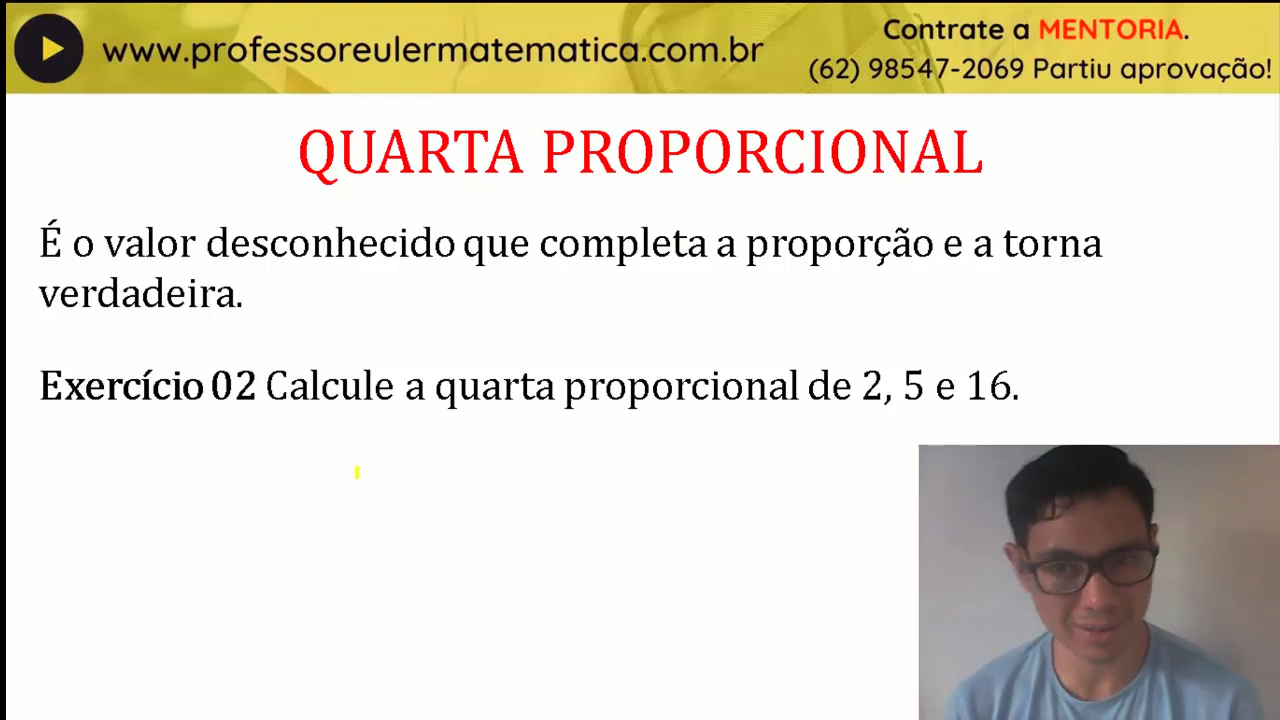 www.professoreulermatematica.com.br
Contrate a MENTORIA.
(62) 98547-2069 Partiu aprovação!
QUARTA PROPORCIONAL
É o valor desconhecido que completa a proporção e a torna
verdadeira.
Exercício 02 Calcule a quarta proporcional de 2, 5 e 16.